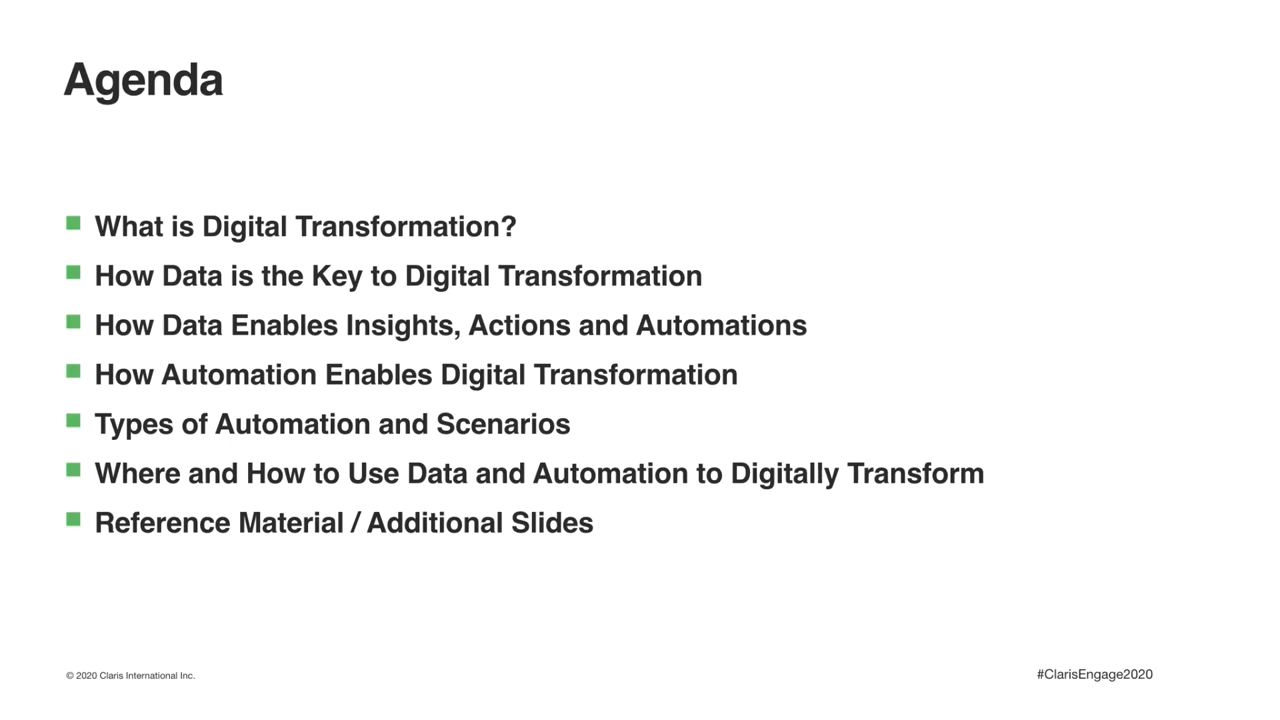 Agenda
What is Digital Transformation?
How Data is the Key to Digital Transformation
How Data Enables Insights, Actions and Automations
How Automation Enables Digital Transformation
Types of Automation and Scenarios
Where and How to Use Data and Automation to Digitally Transform
Reference Material / Additional Slides
© 2020 Claris International Inc.
#ClarisEngage2020